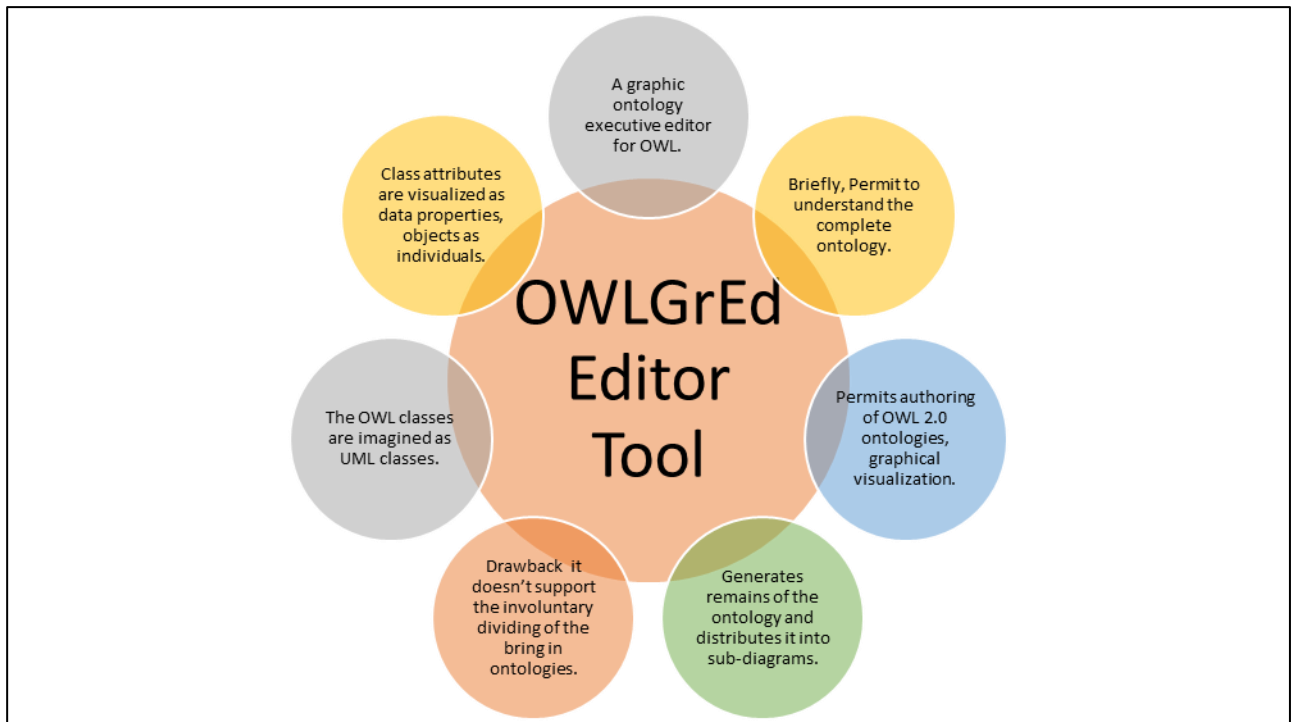 A graphic
ontology
executive editor
for OWL.
Briefly, Permit to
understand the
complete
ontology.
Permits authoring
of OWL 2.0
ontologies,
graphical
visualization.
Generates
remains of the
ontology and
distributes it into
sub-diagrams.
Drawback it
doesn’t support
the involuntary
dividing of the
bring in
ontologies.
The OWL classes
are imagined as
UML classes.
Class attributes
are visualized as
data properties,
objects as
individuals.
OWLGrEd
Editor
Tool